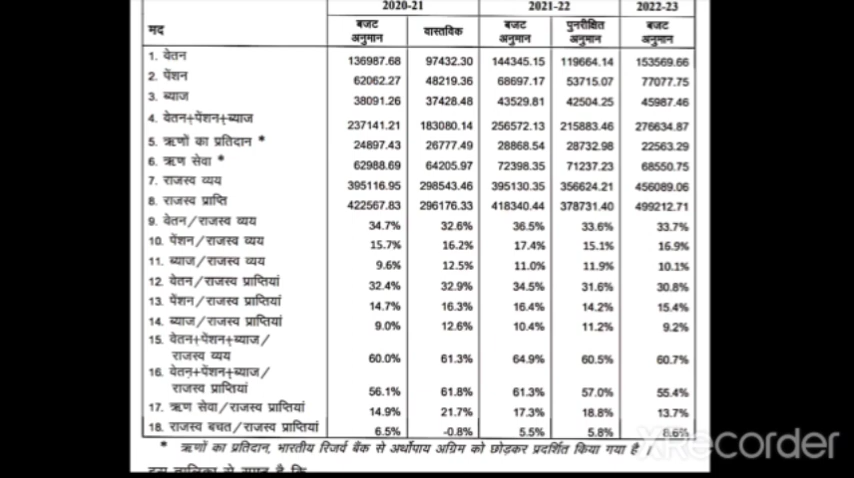 2020-21 2021-22 2022-23
मद बजट अनुमान वास्तविक बजट अनुमान पुनरीक्षित अनुमान बजट अनुमान
1. वेतन 136987.68 97432.30 144345.15 119664.14 153569.66
2. पेंशन 62062.27 48219.36 68697.17 53715.07 77077.75
3. ब्याज 38091.26 37428.48 43529.81 42504.25 45987.46
4. वेतन+पेंशन+ब्याज 237141.21 183080.14 256572.13 215883.46 276634.87
5. ऋणों का प्रतिदान * 24897.43 26777.49 28868.54 28732.98 22563.29
6. ऋण सेवा * 62988.69 64205.97 72398.35 71237.23 68550.75
7. राजस्व व्यय 395116.95 298543.46 395130.35 356624.21 456089.06
8. राजस्व प्राप्ति 422567.83 296176.33 418340.44 378731.40 499212.71
9. वेतन/राजस्व व्यय 34.7% 32.6% 36.5% 33.6% 33.7%
10. पेंशन/राजस्व व्यय 15.7% 16.2% 17.4% 15.1% 16.9%
11. ब्याज/राजस्व व्यय 9.6% 12.5% 11.0% 11.9% 10.1%
12. वेतन/राजस्व प्राप्तियां 32.4% 32.9% 34.5% 31.6% 30.8%
13. पेंशन/राजस्व प्राप्तियां 14.7% 16.3% 16.4% 14.2% 15.4%
14. ब्याज/राजस्व प्राप्तियां 9.0% 12.6% 10.4% 11.2% 9.2%
15. वेतन+पेंशन+ब्याज/
राजस्व व्यय 60.0% 61.3% 64.9% 60.5% 60.7%
16. वेतन+पेंशन+ब्याज/
राजस्व प्राप्तियां 56.1% 61.8% 61.3% 57.0% 55.4%
17. ऋण सेवा/राजस्व प्राप्तियां 14.9% 21.7% 17.3% 18.8% 13.7%
18. राजस्व बचत/राजस्व प्राप्तियां 6.5% -0.8% 5.5% 5.8% 8.6%
* ऋणों का प्रतिदान, भारतीय रिजर्व बैंक से अर्थोपाय अग्रिम को छोड़कर प्रदर्शित किया गया है ।
XRecorder